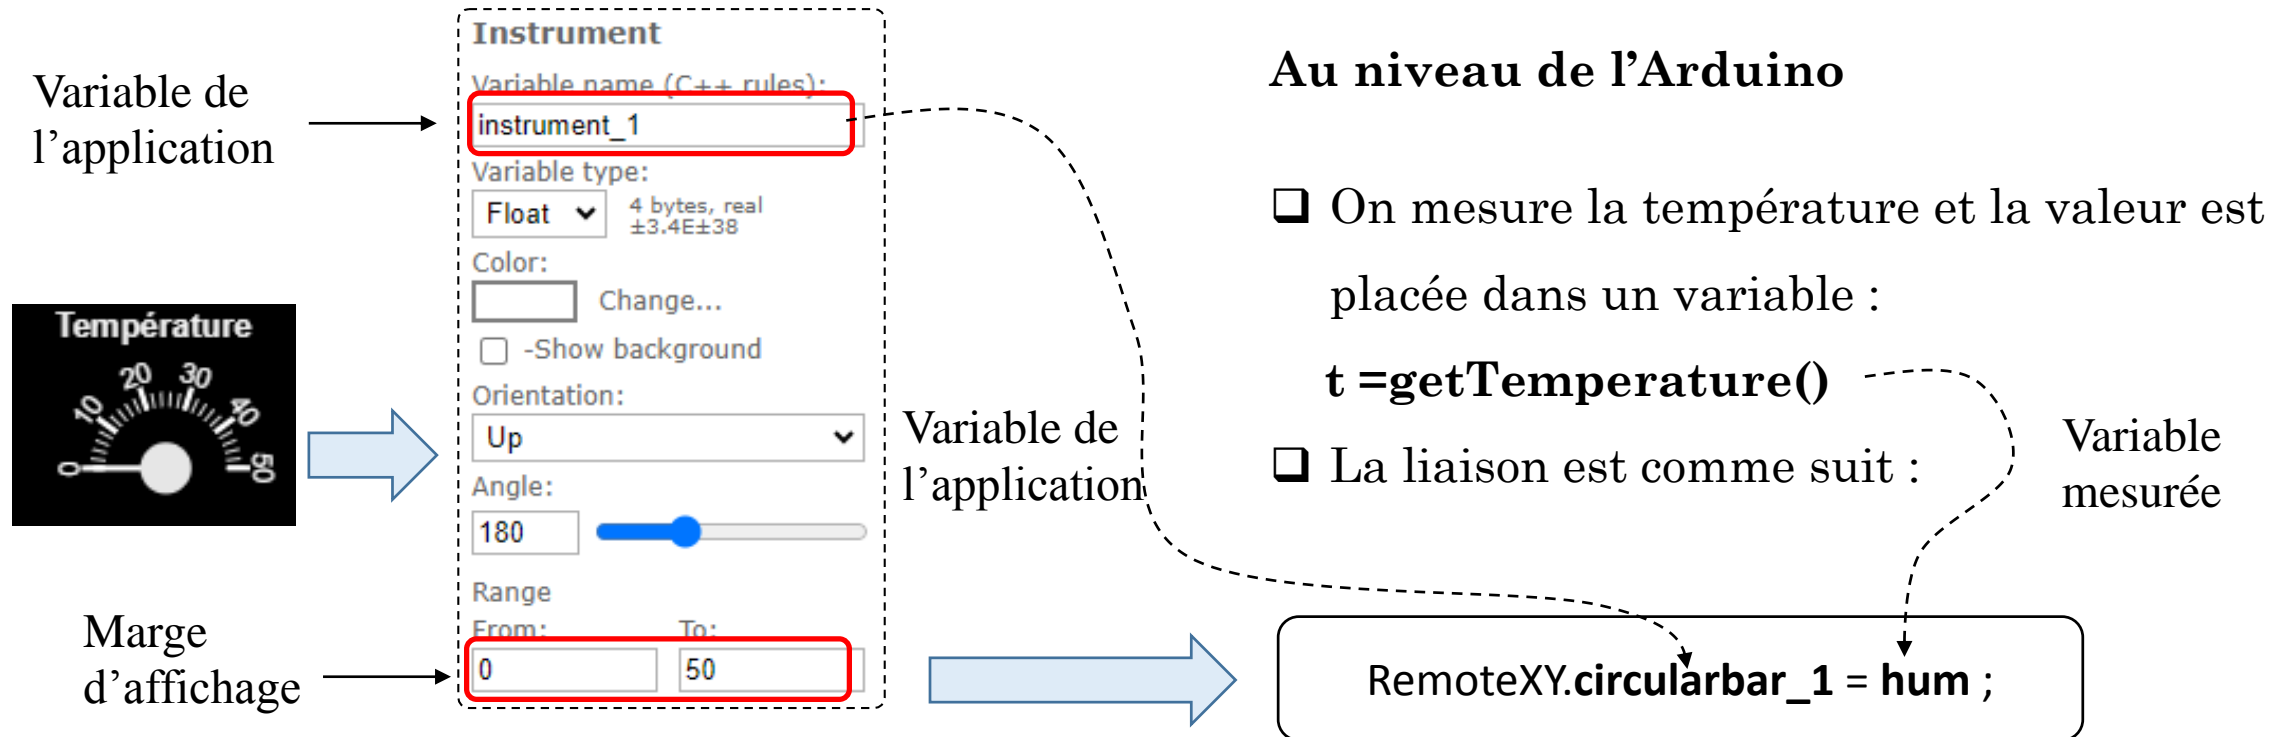 Variable de
l’application
Température
0
10
20
30
40
50
Marge
d’affichage
Instrument
Variable name (C++ rules):
instrument_1
Variable type:
Float
4 bytes, real
±3.4E±38
Color:
Change...
-Show background
Orientation:
Up
Angle:
180
Range
From: To:
0 50
Variable de
l’application
Au niveau de l’Arduino
❑ On mesure la température et la valeur est
placée dans un variable :
t =getTemperature()
❑ La liaison est comme suit :
Variable
mesurée
RemoteXY.circularbar_1 = hum ;